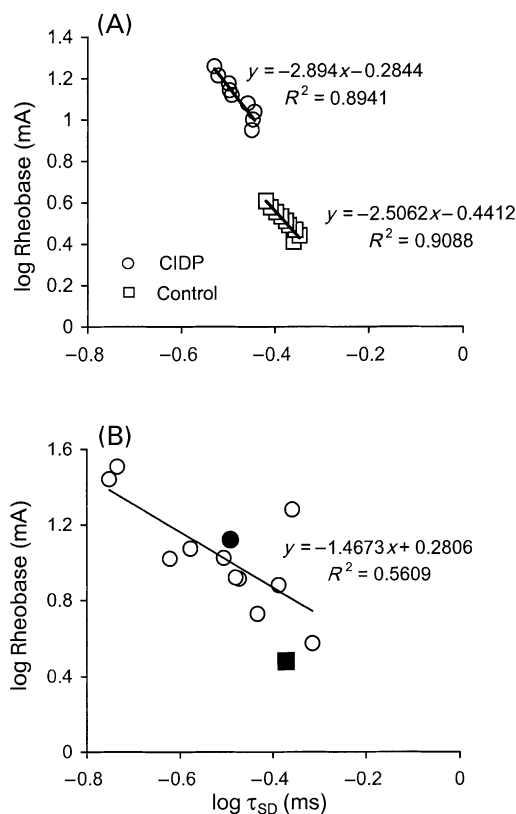 (A)
1.4
1.2
1
0.8
0.6
0.4
0.2
0
log Rheobase (mA)
y = −2.894x−0.2844
R² = 0.8941
y = −2.5062x−0.4412
R² = 0.9088
CIDP
Control
−0.8 −0.6 −0.4 −0.2 0
(B)
1.6
1.2
0.8
0.4
0
log Rheobase (mA)
y = −1.4673x + 0.2806
R² = 0.5609
−0.8 −0.6 −0.4 −0.2 0
log τSD (ms)